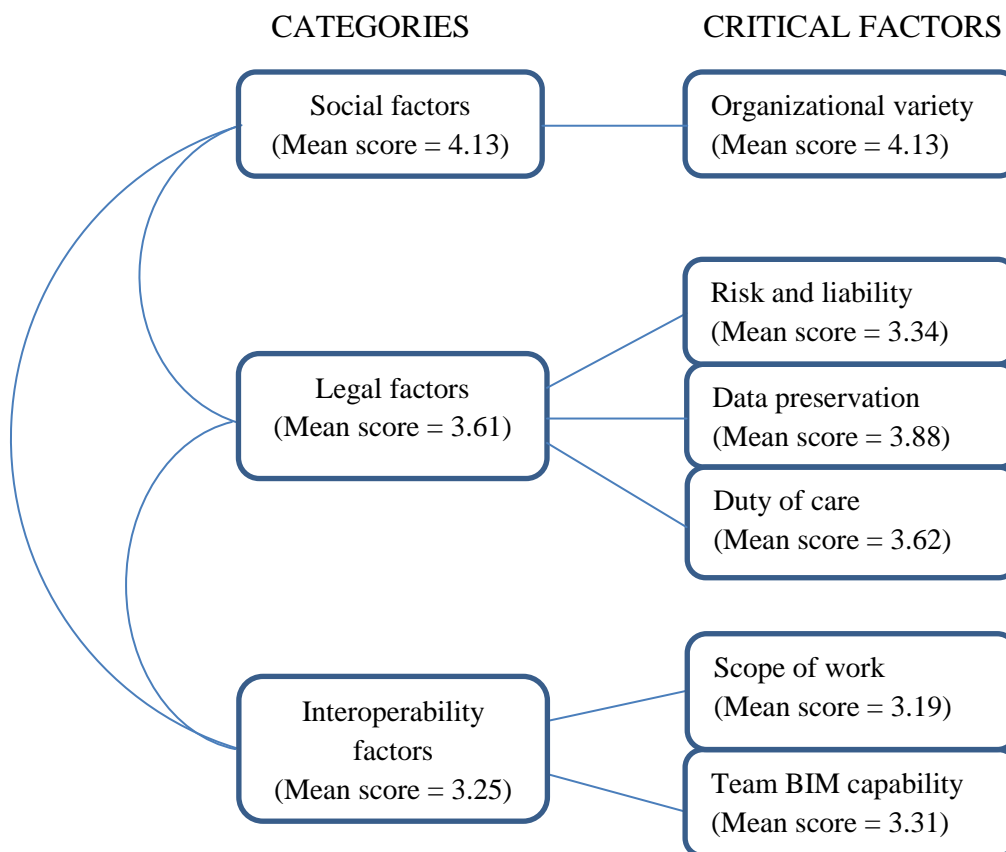 CATEGORIES
CRITICAL FACTORS
Social factors
(Mean score = 4.13)
Organizational variety
(Mean score = 4.13)
Risk and liability
(Mean score = 3.34)
Legal factors
(Mean score = 3.61)
Data preservation
(Mean score = 3.88)
Duty of care
(Mean score = 3.62)
Interoperability
factors
(Mean score = 3.25)
Scope of work
(Mean score = 3.19)
Team BIM capability
(Mean score = 3.31)